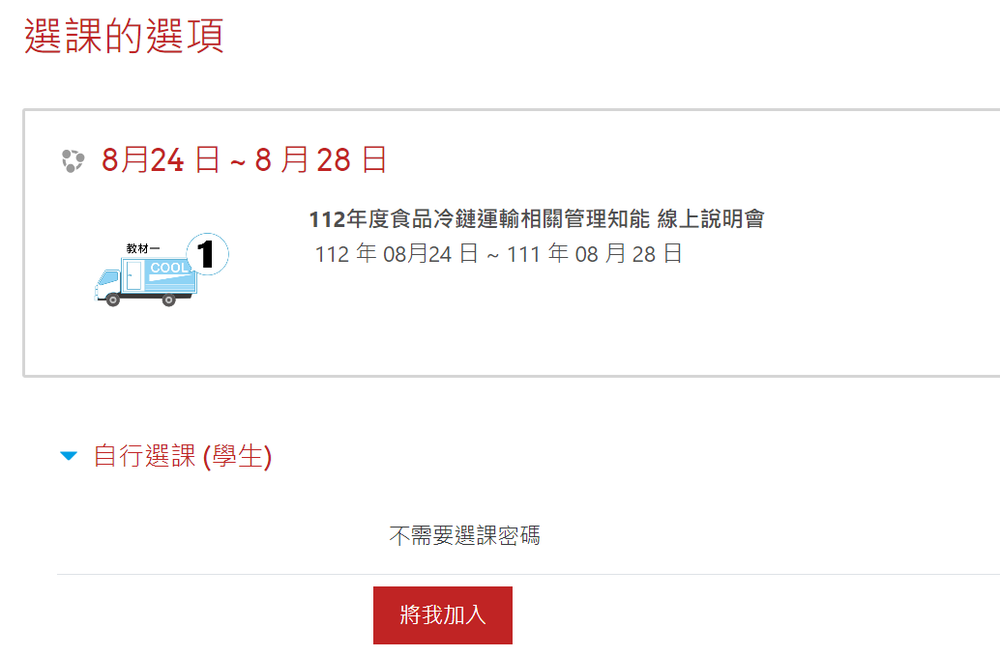 選課的選項
8月24 日 ~ 8 月 28 日
112年度食品冷鏈運輸相關管理知能 線上說明會
112 年 08月24 日 ~ 111 年 08 月 28 日
教材一
COOL
1
自行選課 (學生)
不需要選課密碼
將我加入